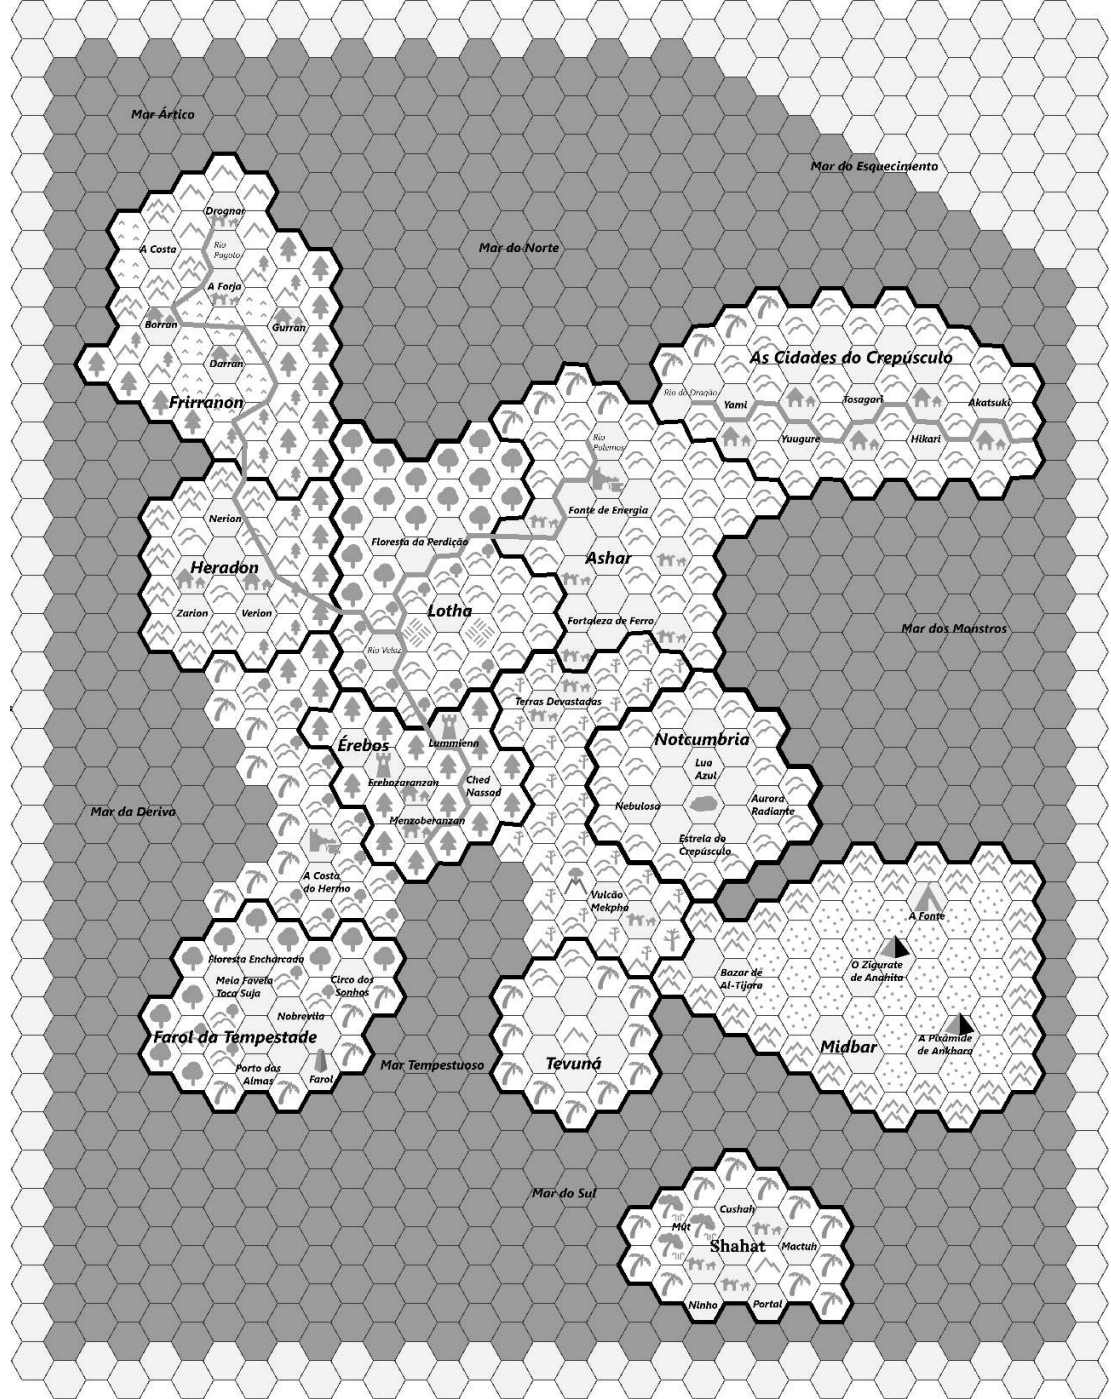 Mar Ártico
Mar do Esquecimento
Drognar
Mar do Norte
A Costa
Rio
Pagoto
A Forja
Borran
Gurran
As Cidades do Crepúsculo
Darran
Rio do Dragão
Yami
Tosagari
Akatsuki
Frirranon
Yuugure
Hikari
Rio
Palemos
Nerion
Fonte de Energia
Floresta da Perdição
Ashar
Heradon
Zarion
Verion
Lotha
Fortaleza de Ferro
Mar dos Monstros
Rio Veloz
Terras Devastadas
Érebos
Lummienn
Notcumbria
Lua
Azul
Erebozaranzan
Ched
Nassad
Mar da Deriva
Nebulosa
Aurora
Radiante
Menzoberanzan
Estrela do
Crepúsculo
A Costa
do Hermo
Vulcão
Mekpha
A Fonte
Floresta Encharcada
O Zigurate
de Anahita
Meia Favela
Toca Suja
Circo dos
Sonhos
Bazar de
Al-Tijara
Nobrevila
Farol da Tempestade
A Pirâmide
de Ankhara
Midbar
Porto das
Almas
Farol
Mar Tempestuoso
Tevuná
Mar do Sul
Cushah
Mût
Shahat
Mactuh
Ninho
Portal